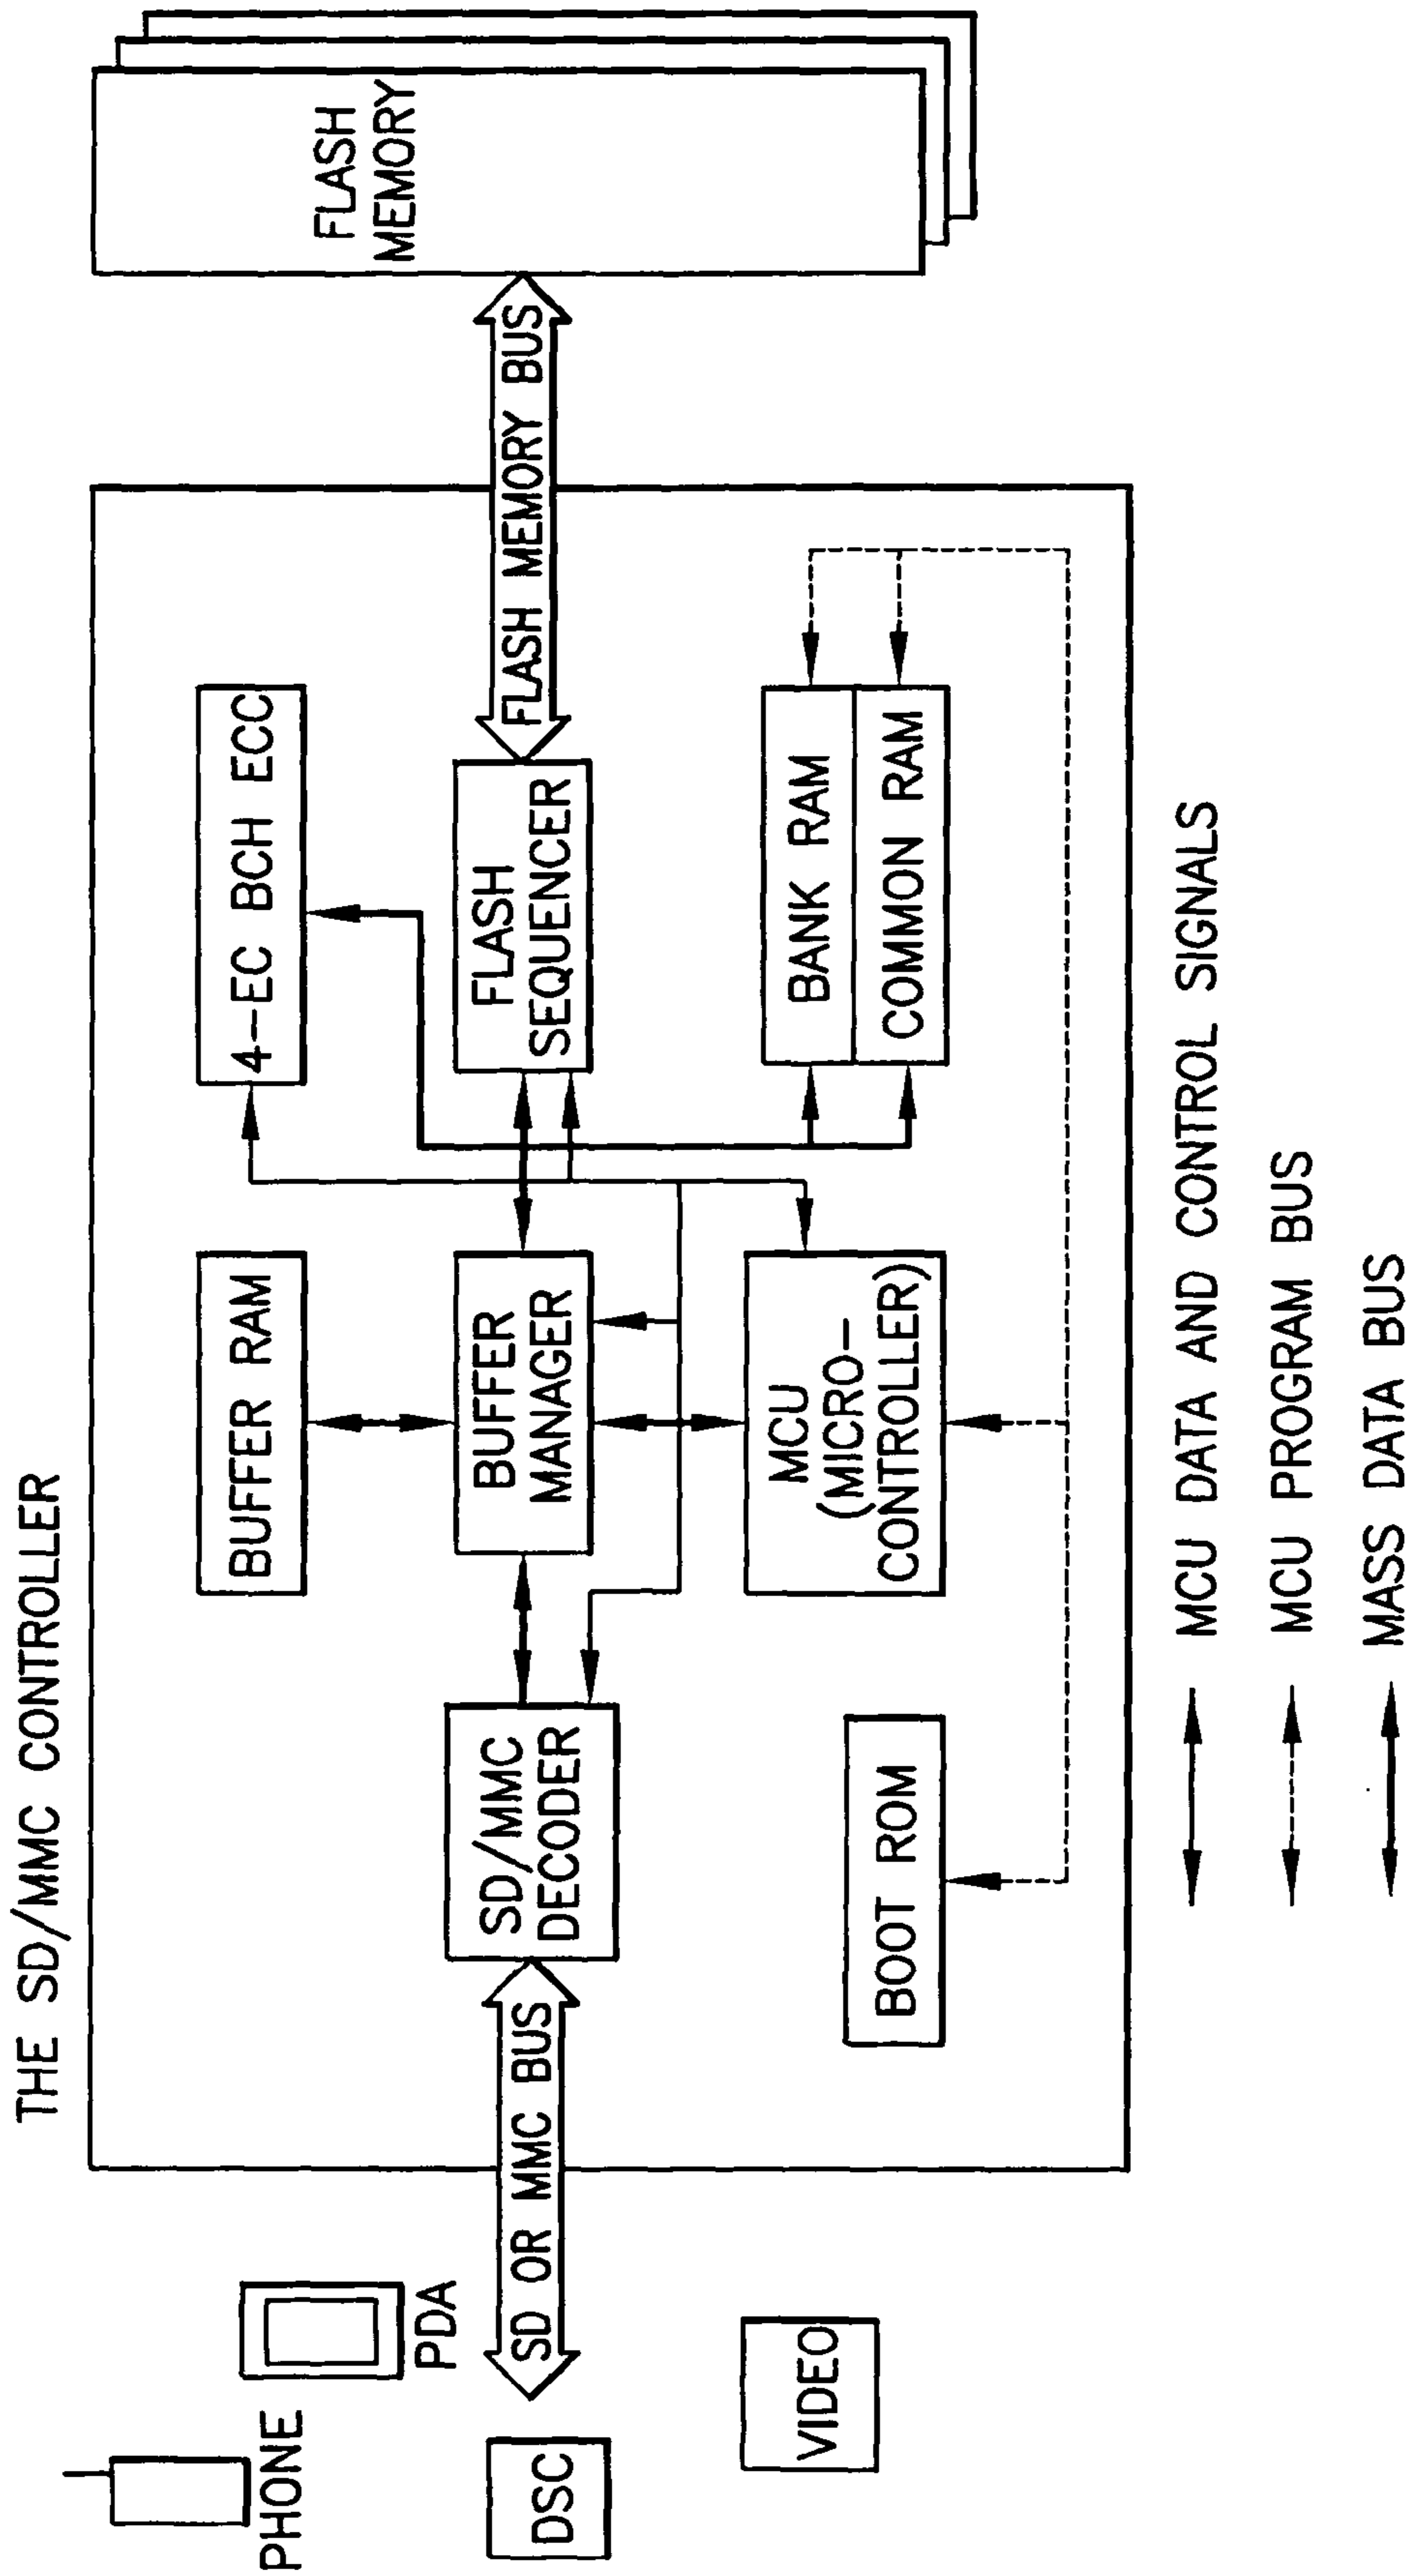 THE SD/MMC CONTROLLER
PHONE
PDA
DSC
VIDEO
SD OR MMC BUS
SD/MMC
DECODER
BOOT ROM
BUFFER RAM
BUFFER
MANAGER
MCU
(MICRO-
CONTROLLER)
4-EC BCH ECC
FLASH
SEQUENCER
BANK RAM
COMMON RAM
FLASH MEMORY BUS
FLASH
MEMORY
MCU DATA AND CONTROL SIGNALS
MCU PROGRAM BUS
MASS DATA BUS